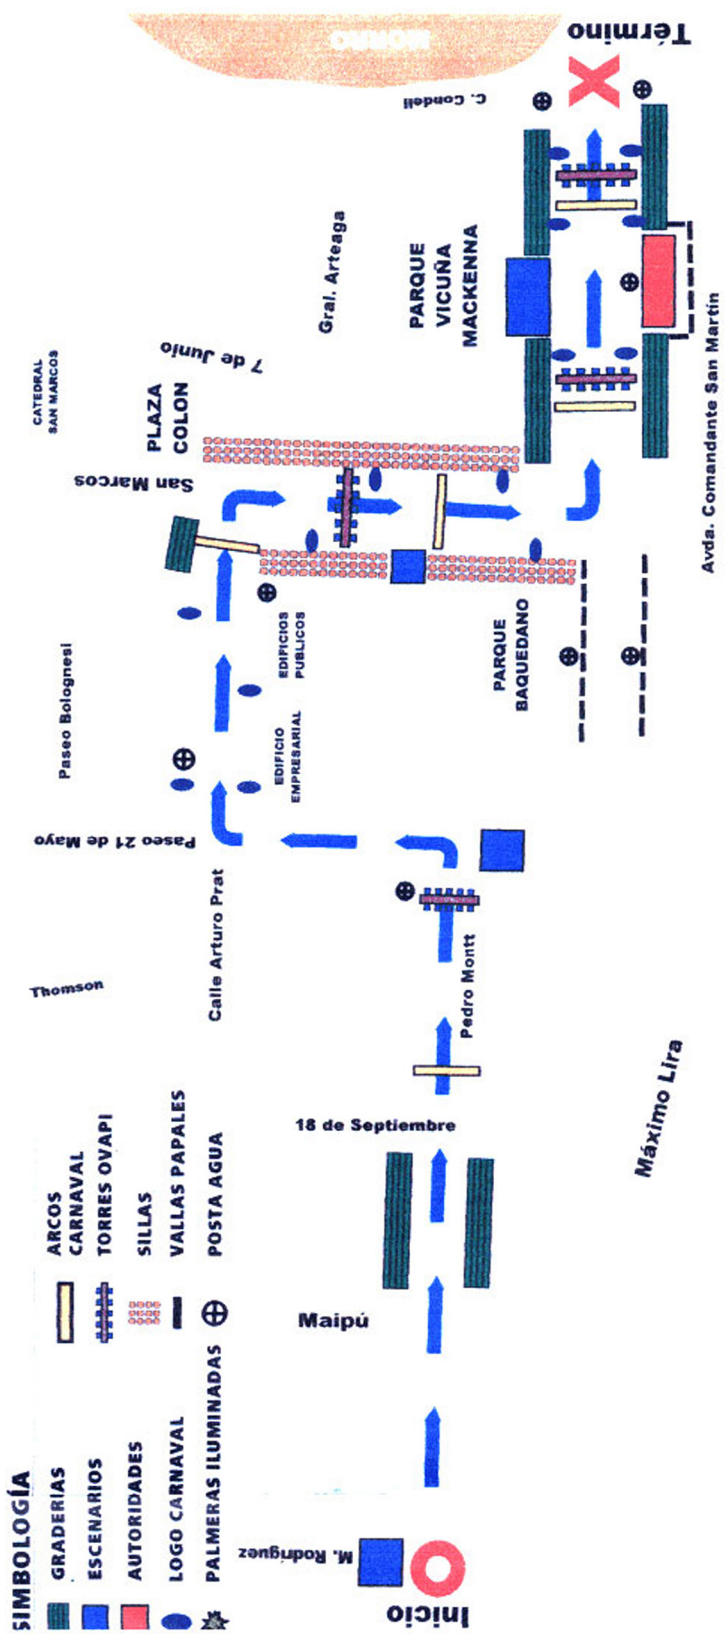 Término
MORRO
C. Condell
Gral. Arteaga
PARQUE
VICUÑA
MACKENNA
CATEDRAL
SAN MARCOS
7 de Junio
PLAZA
COLON
San Marcos
Avda. Comandante San Martín
EDIFICIOS
PUBLICOS
PARQUE
BAQUEDANO
Paseo Bolognesi
EDIFICIO
EMPRESARIAL
Paseo 21 de Mayo
Calle Arturo Prat
Pedro Montt
Thomson
18 de Septiembre
Máximo Lira
Maipú
M. Rodríguez
Inicio
SIMBOLOGÍA
GRADERIAS
ESCENARIOS
AUTORIDADES
LOGO CARNAVAL
PALMERAS ILUMINADAS
ARCOS
CARNAVAL
TORRES OVAPI
SILLAS
VALLAS PAPALES
POSTA AGUA